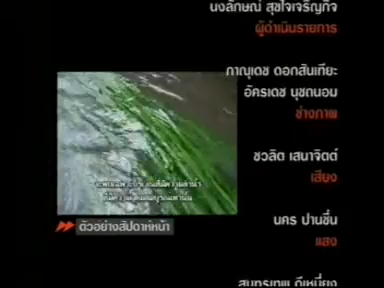 นงลักษณ์ สุขใจเจริญกิจ
ผู้ดำเนินรายการ
ภาณุเดช ดอกสันเทียะ
อัครเดช นุชถนอม
ช่างภาพ
ชวลิต เสนาจิตต์
เสียง
นคร ปานชื่น
แสง
ตัวอย่างสัปดาห์หน้า